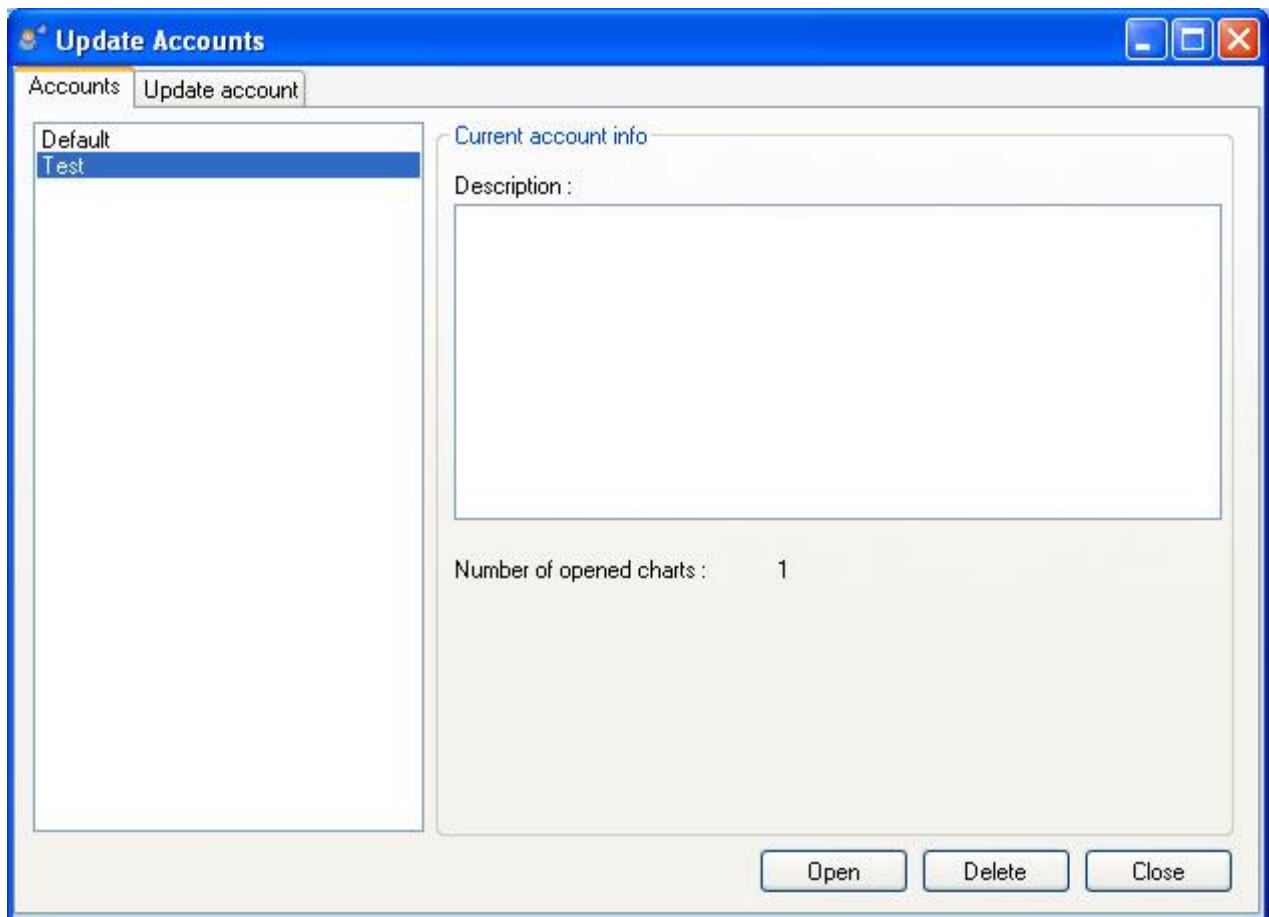 Update Accounts
Accounts Update account
Default
Test
Current account info
Description :
Number of opened charts : 1
Open Delete Close